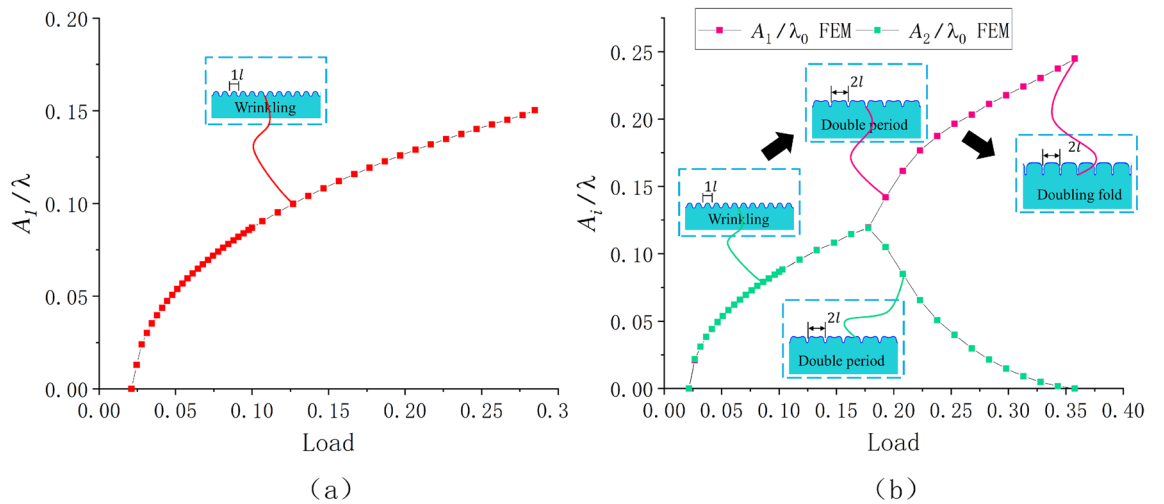 0.20
0.15
0.10
0.05
0.00
A₁/λ
0.00 0.05 0.10 0.15 0.20 0.25 0.3
Load
1l
Wrinkling
(a)
A₁/λ₀ FEM
A₂/λ₀ FEM
0.25
0.20
0.15
0.10
0.05
0.00
Aᵢ/λ
0.00 0.05 0.10 0.15 0.20 0.25 0.30 0.35 0.40
Load
2l
Double period
2l
Doubling fold
1l
Wrinkling
2l
Double period
(b)